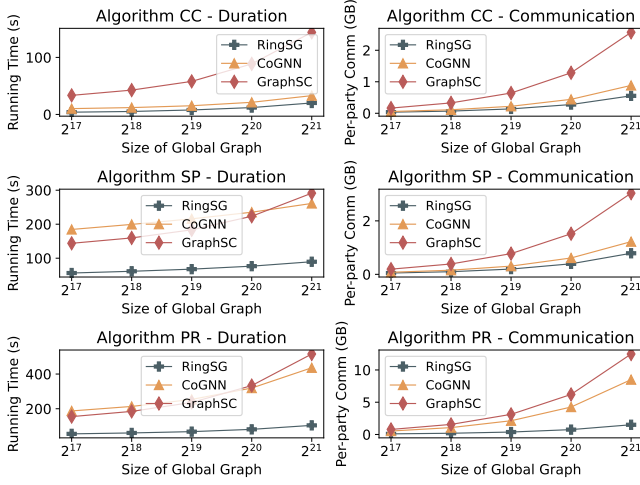 Algorithm CC - Duration
Running Time (s)
100
0
RingSG
CoGNN
GraphSC
2^17 2^18 2^19 2^20 2^21
Size of Global Graph
Algorithm CC - Communication
Per-party Comm (GB)
2
1
0
RingSG
CoGNN
GraphSC
2^17 2^18 2^19 2^20 2^21
Size of Global Graph
Algorithm SP - Duration
Running Time (s)
300
200
100
RingSG
CoGNN
GraphSC
2^17 2^18 2^19 2^20 2^21
Size of Global Graph
Algorithm SP - Communication
Per-party Comm (GB)
2
0
RingSG
CoGNN
GraphSC
2^17 2^18 2^19 2^20 2^21
Size of Global Graph
Algorithm PR - Duration
Running Time (s)
400
200
RingSG
CoGNN
GraphSC
2^17 2^18 2^19 2^20 2^21
Size of Global Graph
Algorithm PR - Communication
Per-party Comm (GB)
10
5
0
RingSG
CoGNN
GraphSC
2^17 2^18 2^19 2^20 2^21
Size of Global Graph